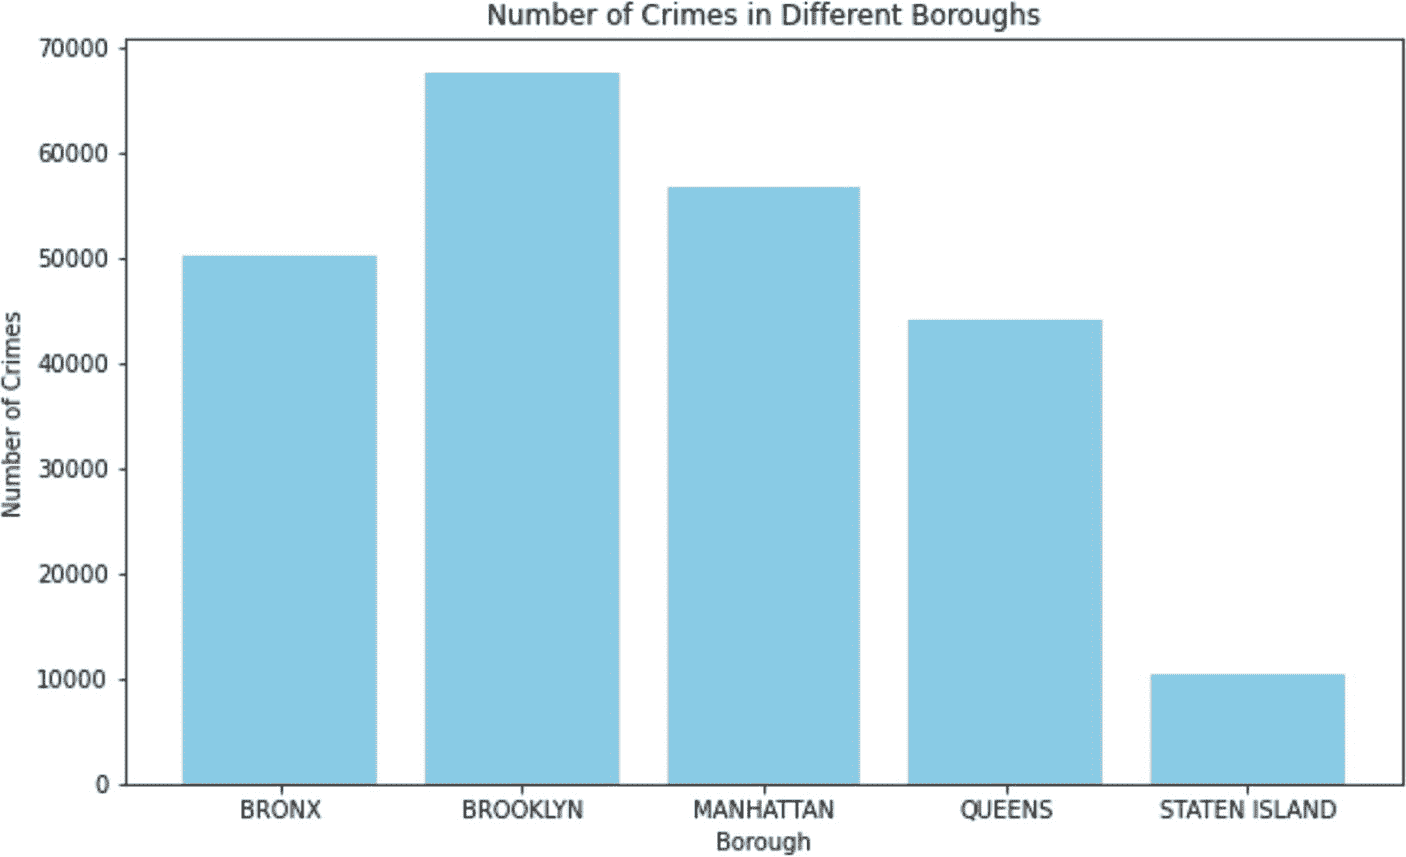 Number of Crimes in Different Boroughs
70000
60000
50000
40000
30000
20000
10000
0
Number of Crimes
BRONX BROOKLYN MANHATTAN QUEENS STATEN ISLAND
Borough